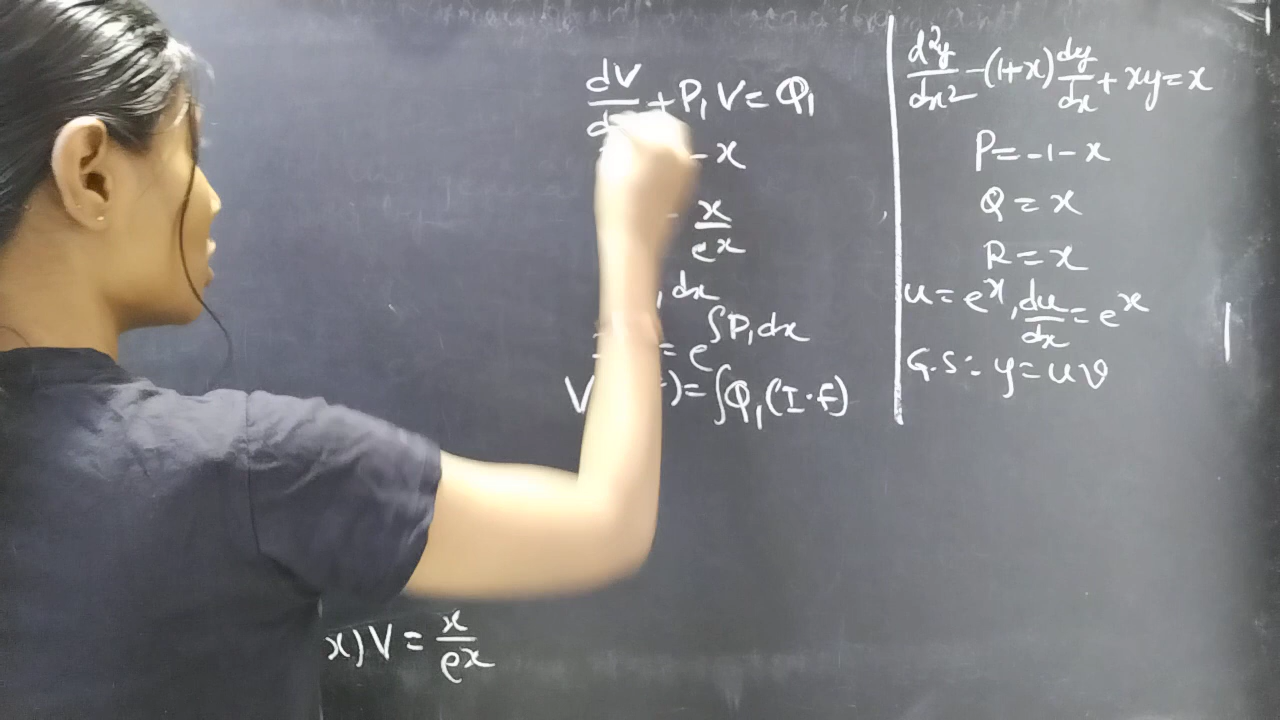 dV/d + P₁V = Q₁
- x
x/eˣ
dx
= e^∫P₁dx
V )= ∫Q₁(I.F)
x)V = x/eˣ
d²y/dx² -(1+x) dy/dx + xy = x
P = -1 - x
Q = x
R = x
u = eˣ, du/dx = eˣ
G.S:- y = uv